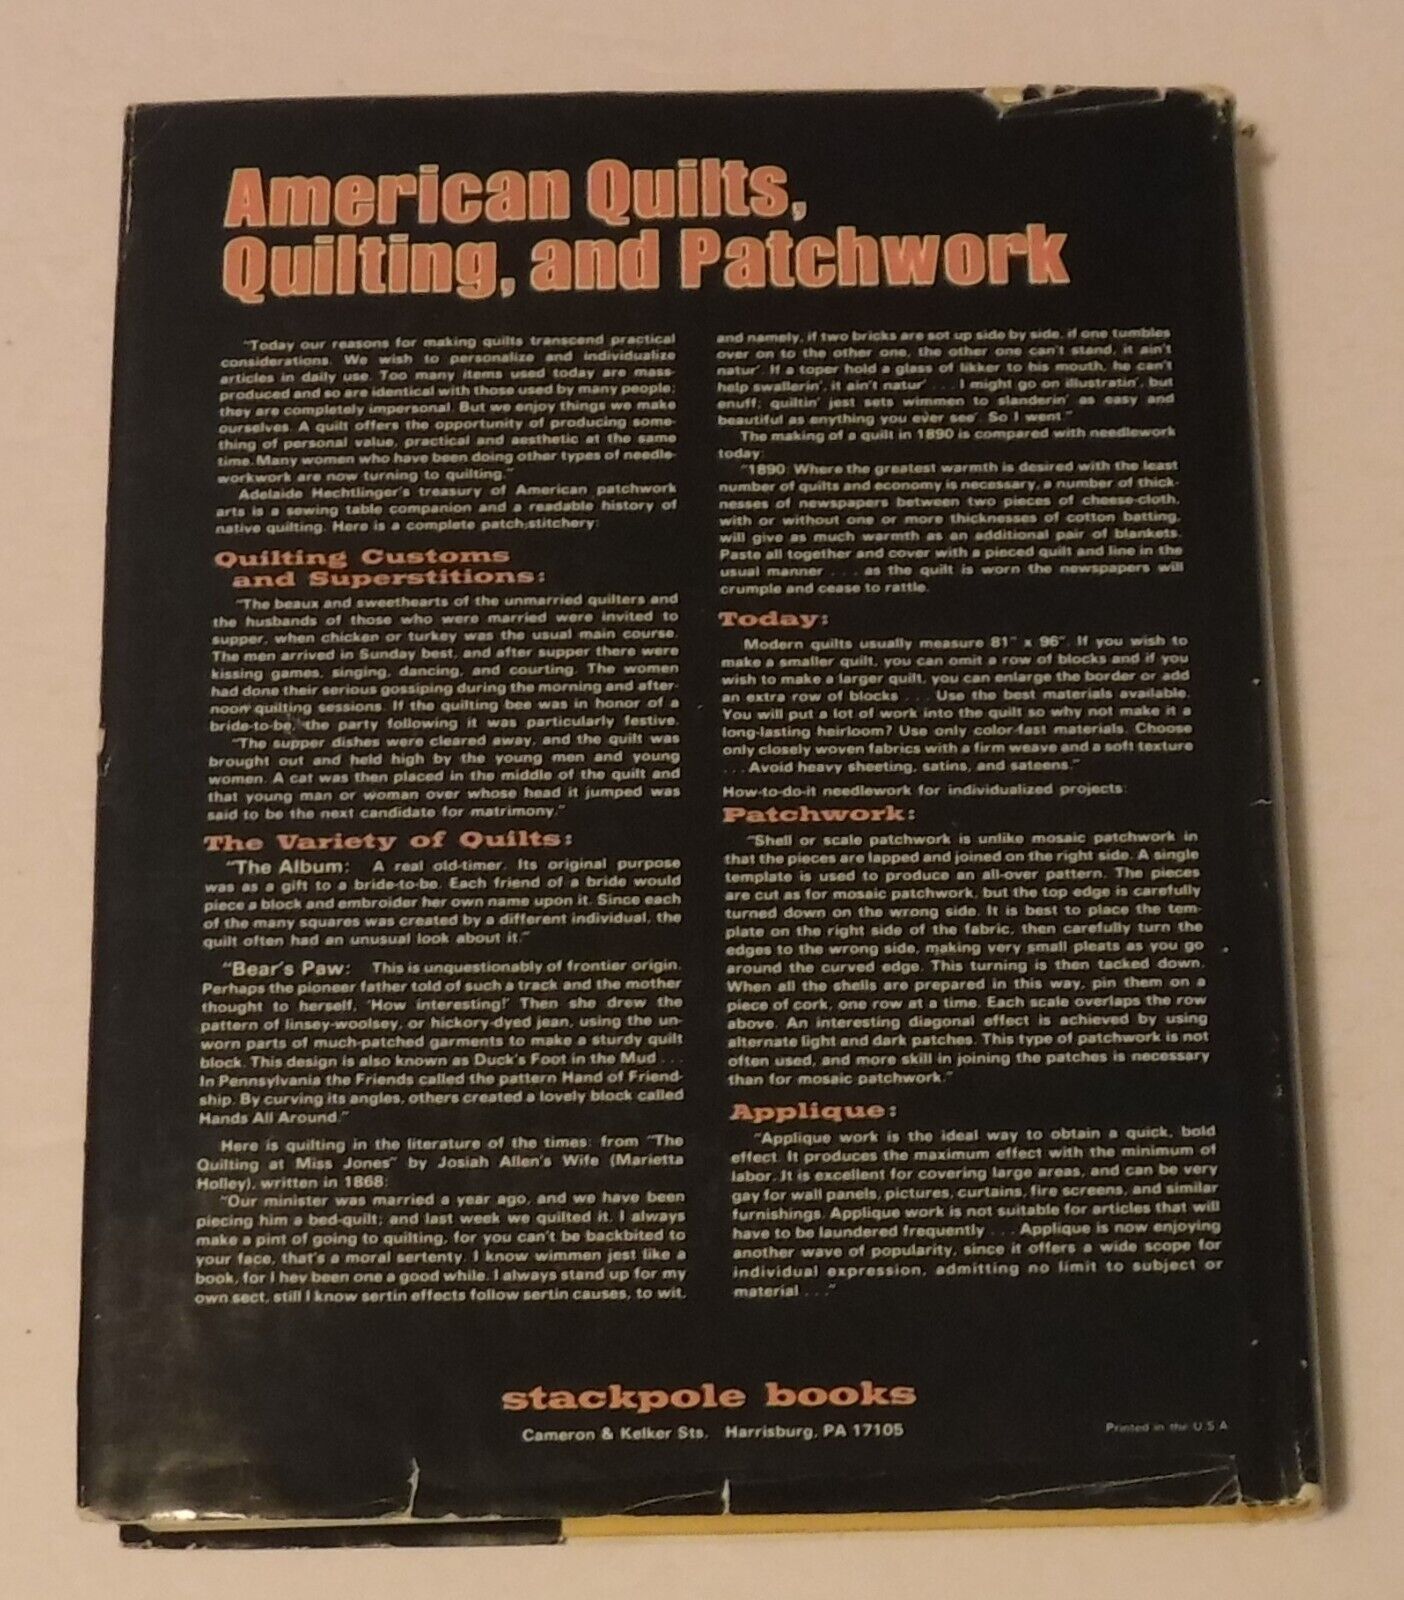 American Quilts,
Quilting, and Patchwork
"Today our reasons for making quilts transcend practical
considerations. We wish to personalize and individualize
articles in daily use. Too many items used today are mass-
produced and so are identical with those used by many people;
they are completely impersonal. But we enjoy things we make
ourselves. A quilt offers the opportunity of producing some-
thing of personal value, practical and aesthetic at the same
time. Many women who have been doing other types of needle-
workwork are now turning to quilting."
Adelaide Hechtlinger's treasury of American patchwork
arts is a sewing table companion and a readable history of
native quilting. Here is a complete patch;stitchery:
Quilting Customs
and Superstitions:
"The beaux and sweethearts of the unmarried quilters and
the husbands of those who were married were invited to
supper, when chicken or turkey was the usual main course.
The men arrived in Sunday best, and after supper there were
kissing games, singing, dancing, and courting. The women
had done their serious gossiping during the morning and after-
noon quilting sessions. If the quilting bee was in honor of a
bride-to-be, the party following it was particularly festive.
"The supper dishes were cleared away, and the quilt was
brought out and held high by the young men and young
women. A cat was then placed in the middle of the quilt and
that young man or woman over whose head it jumped was
said to be the next candidate for matrimony."
The Variety of Quilts:
"The Album: A real old-timer. Its original purpose
was as a gift to a bride-to-be. Each friend of a bride would
piece a block and embroider her own name upon it. Since each
of the many squares was created by a different individual, the
quilt often had an unusual look about it."
"Bear's Paw: This is unquestionably of frontier origin.
Perhaps the pioneer father told of such a track and the mother
thought to herself, 'How interesting!' Then she drew the
pattern of linsey-woolsey, or hickory-dyed jean, using the un-
worn parts of much-patched garments to make a sturdy quilt
block. This design is also known as Duck's Foot in the Mud . . .
In Pennsylvania the Friends called the pattern Hand of Friend-
ship. By curving its angles, others created a lovely block called
Hands All Around."
Here is quilting in the literature of the times: from "The
Quilting at Miss Jones" by Josiah Allen's Wife (Marietta
Holley), written in 1868:
"Our minister was married a year ago, and we have been
piecing him a bed-quilt; and last week we quilted it. I always
make a pint of going to quilting, for you can't be backbited to
your face, that's a moral sertenty. I know wimmen jest like a
book, for I hev been one a good while. I always stand up for my
own sect, still I know sertin effects follow sertin causes, to wit,
and namely, if two bricks are sot up side by side, if one tumbles
over on to the other one, the other one can't stand, it ain't
natur'. If a toper hold a glass of likker to his mouth, he can't
help swallerin', it ain't natur' . . . I might go on illustratin', but
enuff; quiltin' jest sets wimmen to slanderin' as easy and
beautiful as anything you ever see'. So I went."
The making of a quilt in 1890 is compared with needlework
today:
"1890: Where the greatest warmth is desired with the least
number of quilts and economy is necessary, a number of thick-
nesses of newspapers between two pieces of cheese-cloth,
with or without one or more thicknesses of cotton batting,
will give as much warmth as an additional pair of blankets.
Paste all together and cover with a pieced quilt and line in the
usual manner . . . as the quilt is worn the newspapers will
crumple and cease to rattle.
Today:
Modern quilts usually measure 81" x 96". If you wish to
make a smaller quilt, you can omit a row of blocks and if you
wish to make a larger quilt, you can enlarge the border or add
an extra row of blocks . . . Use the best materials available.
You will put a lot of work into the quilt so why not make it a
long-lasting heirloom? Use only color-fast materials. Choose
only closely woven fabrics with a firm weave and a soft texture
. . . Avoid heavy sheeting, satins, and sateens."
How-to-do-it needlework for individualized projects:
Patchwork:
"Shell or scale patchwork is unlike mosaic patchwork in
that the pieces are lapped and joined on the right side. A single
template is used to produce an all-over pattern. The pieces
are cut as for mosaic patchwork, but the top edge is carefully
turned down on the wrong side. It is best to place the tem-
plate on the right side of the fabric, then carefully turn the
edges to the wrong side, making very small pleats as you go
around the curved edge. This turning is then tacked down.
When all the shells are prepared in this way, pin them on a
piece of cork, one row at a time. Each scale overlaps the row
above. An interesting diagonal effect is achieved by using
alternate light and dark patches. This type of patchwork is not
often used, and more skill in joining the patches is necessary
than for mosaic patchwork."
Applique:
"Applique work is the ideal way to obtain a quick, bold
effect. It produces the maximum effect with the minimum of
labor. It is excellent for covering large areas, and can be very
gay for wall panels, pictures, curtains, fire screens, and similar
furnishings. Applique work is not suitable for articles that will
have to be laundered frequently . . . Applique is now enjoying
another wave of popularity, since it offers a wide scope for
individual expression, admitting no limit to subject or
material . . ."
stackpole books
Cameron & Kelker Sts. Harrisburg, PA 17105
Printed in the U.S.A.